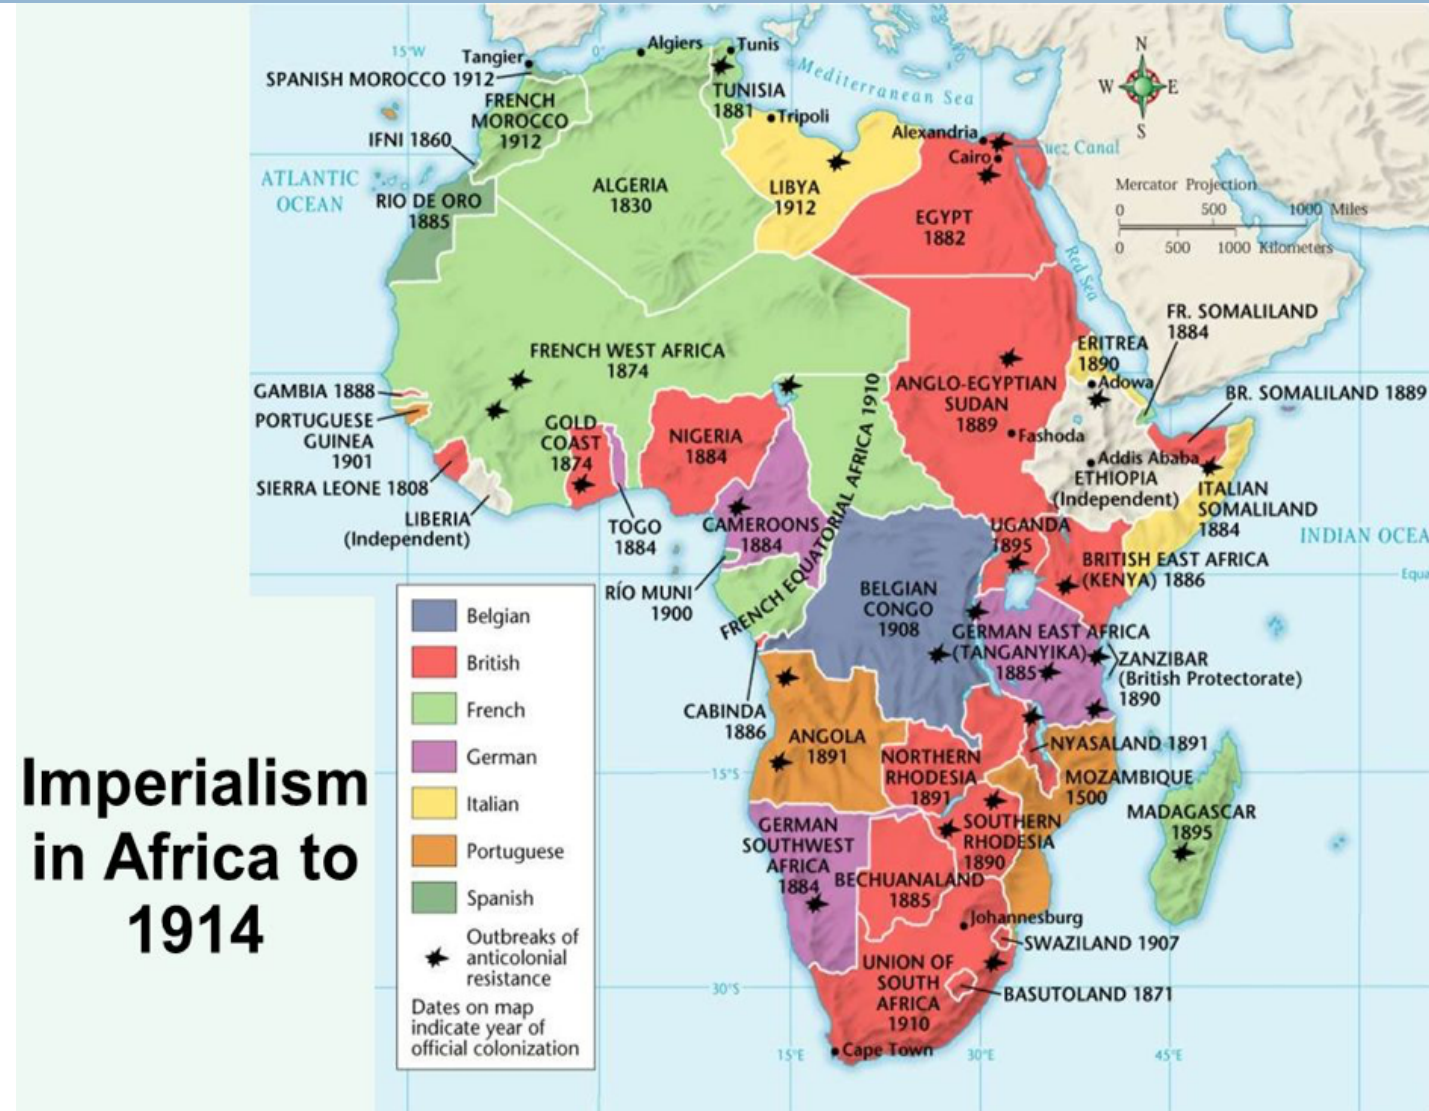 Imperialism
in Africa to
1914
15°W
0°
Tangier
Algiers
Tunis
SPANISH MOROCCO 1912
FRENCH
MOROCCO
1912
TUNISIA
1881
Tripoli
Mediterranean Sea
N
W
E
S
IFNI 1860
Alexandria
Cairo
Suez Canal
ATLANTIC
OCEAN
RIO DE ORO
1885
ALGERIA
1830
LIBYA
1912
EGYPT
1882
Mercator Projection
0 500 1000 Miles
0 500 1000 Kilometers
Red Sea
FR. SOMALILAND
1884
FRENCH WEST AFRICA
1874
ERITREA
1890
Adowa
GAMBIA 1888
PORTUGUESE
GUINEA
1901
SIERRA LEONE 1808
LIBERIA
(Independent)
GOLD
COAST
1874
NIGERIA
1884
ANGLO-EGYPTIAN
SUDAN
1889
Fashoda
BR. SOMALILAND 1889
Addis Ababa
ETHIOPIA
(Independent)
ITALIAN
SOMALILAND
1884
TOGO
1884
CAMEROONS
1884
FRENCH EQUATORIAL AFRICA 1910
UGANDA
1895
INDIAN OCEA
BRITISH EAST AFRICA
(KENYA) 1886
Equa
RÍO MUNI
1900
BELGIAN
CONGO
1908
GERMAN EAST AFRICA
(TANGANYIKA)
1885
ZANZIBAR
(British Protectorate)
1890
CABINDA
1886
ANGOLA
1891
NORTHERN
RHODESIA
1891
NYASALAND 1891
MOZAMBIQUE
1500
15°S
MADAGASCAR
1895
GERMAN
SOUTHWEST
AFRICA
1884
SOUTHERN
RHODESIA
1890
BECHUANALAND
1885
Johannesburg
SWAZILAND 1907
UNION OF
SOUTH
AFRICA
1910
30°S
BASUTOLAND 1871
Cape Town
15°E
30°E
45°E
Belgian
British
French
German
Italian
Portuguese
Spanish
Outbreaks of
anticolonial
resistance
Dates on map
indicate year of
official colonization